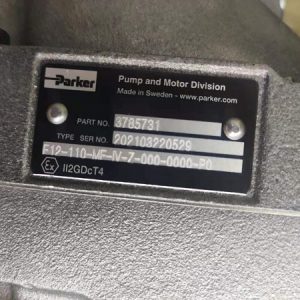 Parker
Pump and Motor Division
Made in Sweden - www.parker.com
PART NO. 3785731
TYPE SER NO. 202103220529
F12-110-MF-IV-Z-000-0000-P0
Ex II2GDcT4